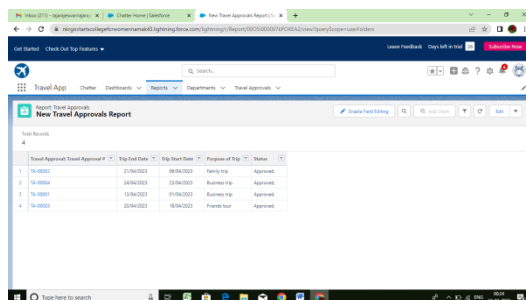 Inbox (211) -
Chatter Home | Salesforce
New Travel Approvals Report | S
Get Started Check Out Top Features
Leave Feedback Days left in trial Subscribe Now
Search...
Travel App Chatter Dashboards Reports Departments Travel Approvals
Report: Travel Approvals
New Travel Approvals Report
Enable Field Editing Add Chart Edit
Total Records
4
Travel Approval: Travel Approval # Trip End Date Trip Start Date Purpose of Trip Status
1 TA-00002 21/04/2023 06/04/2023 Family trip Approved.
2 TA-00004 24/04/2023 23/04/2023 Business trip Approved.
3 TA-00001 13/04/2023 01/04/2023 Business trip Approved.
4 TA-00003 20/04/2023 18/04/2023 Friends tour Approved.
Type here to search
ENG